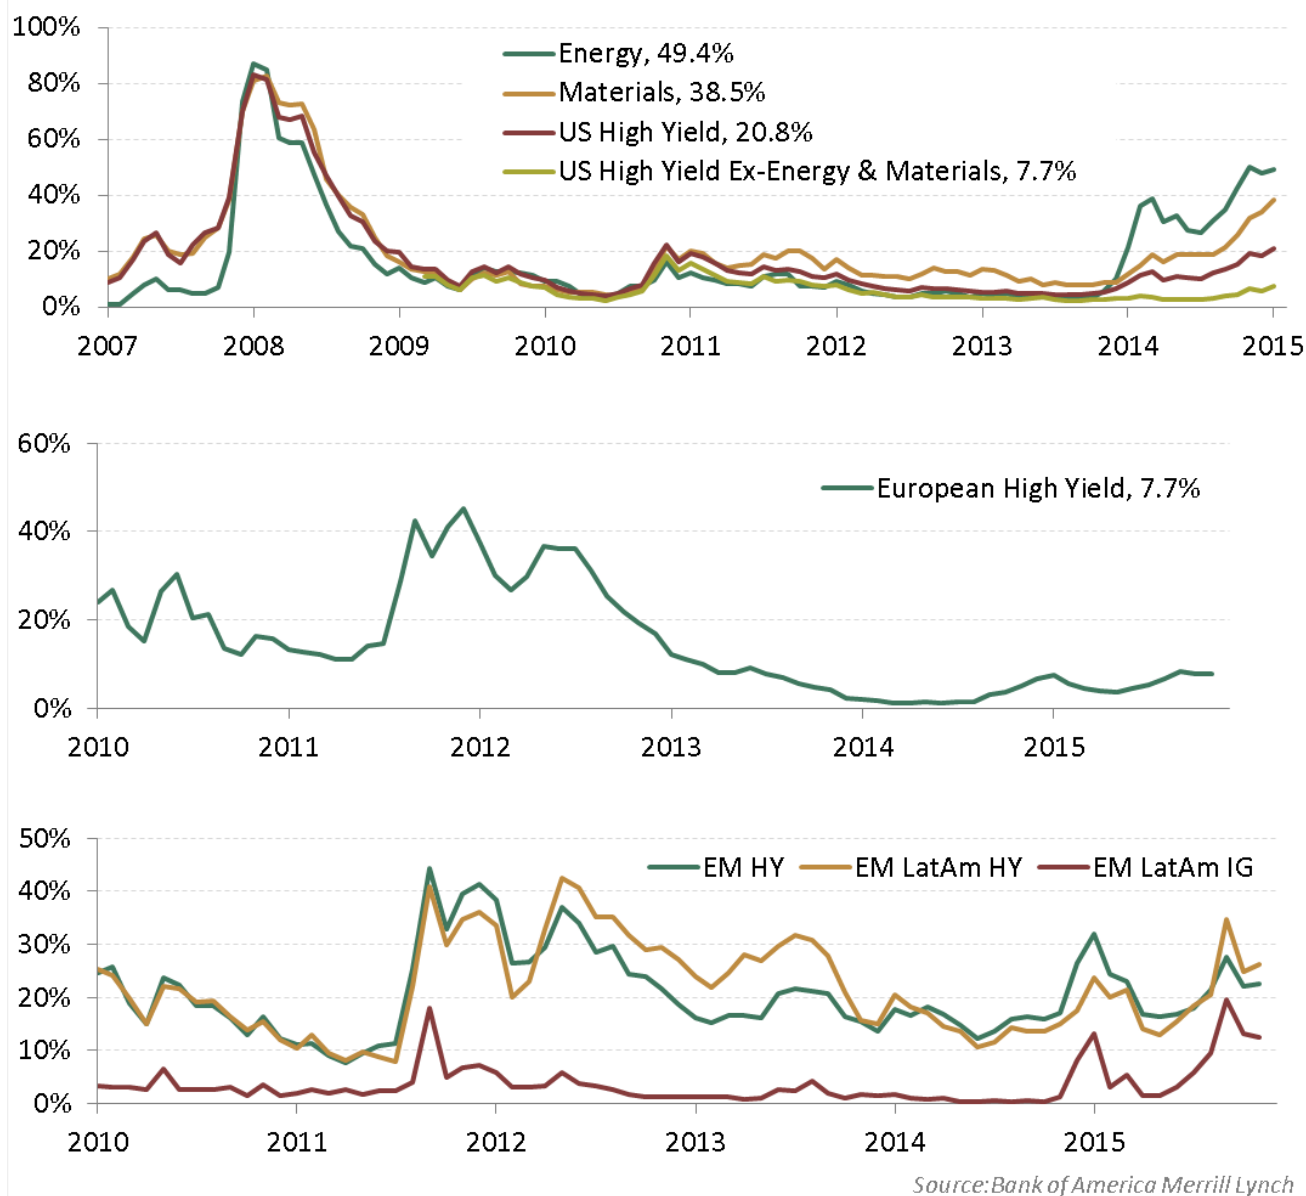 100%
Energy, 49.4%
80%
Materials, 38.5%
US High Yield, 20.8%
60%
US High Yield Ex-Energy & Materials, 7.7%
40%
20%
0%
2007 2008 2009 2010 2011 2012 2013 2014 2015
60%
European High Yield, 7.7%
40%
20%
0%
2010 2011 2012 2013 2014 2015
50%
EM HY EM LatAm HY EM LatAm IG
40%
30%
20%
10%
0%
2010 2011 2012 2013 2014 2015
Source:Bank of America Merrill Lynch